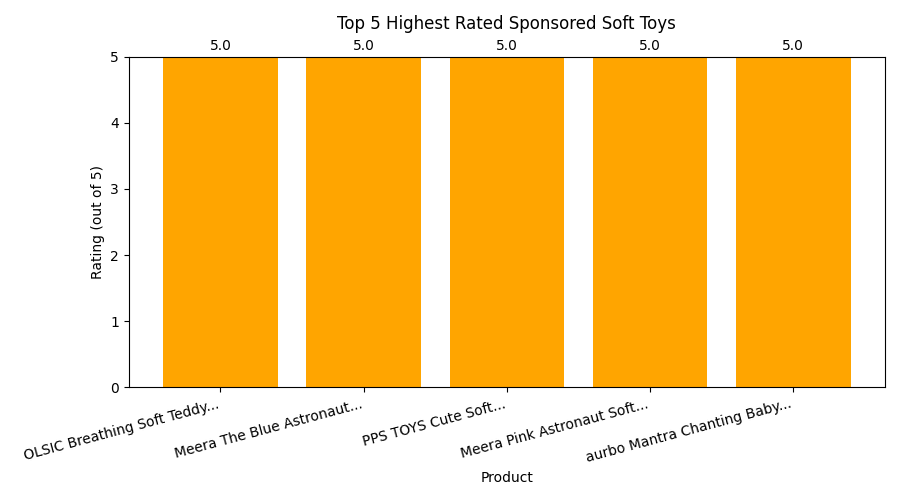 Top 5 Highest Rated Sponsored Soft Toys
5.0 5.0 5.0 5.0 5.0
5
4
3
2
1
0
Rating (out of 5)
OLSIC Breathing Soft Teddy...
Meera The Blue Astronaut...
PPS TOYS Cute Soft...
Meera Pink Astronaut Soft...
aurbo Mantra Chanting Baby...
Product